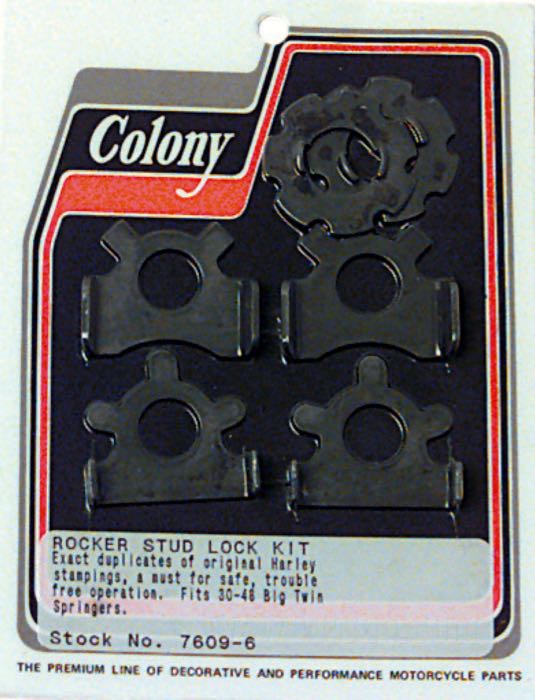 Colony
ROCKER STUD LOCK KIT
Exact duplicates of original Harley
stampings, a must for safe, trouble
free operation. Fits 30-48 Big Twin
Springers.
Stock No. 7609-6
THE PREMIUM LINE OF DECORATIVE AND PERFORMANCE MOTORCYCLE PARTS